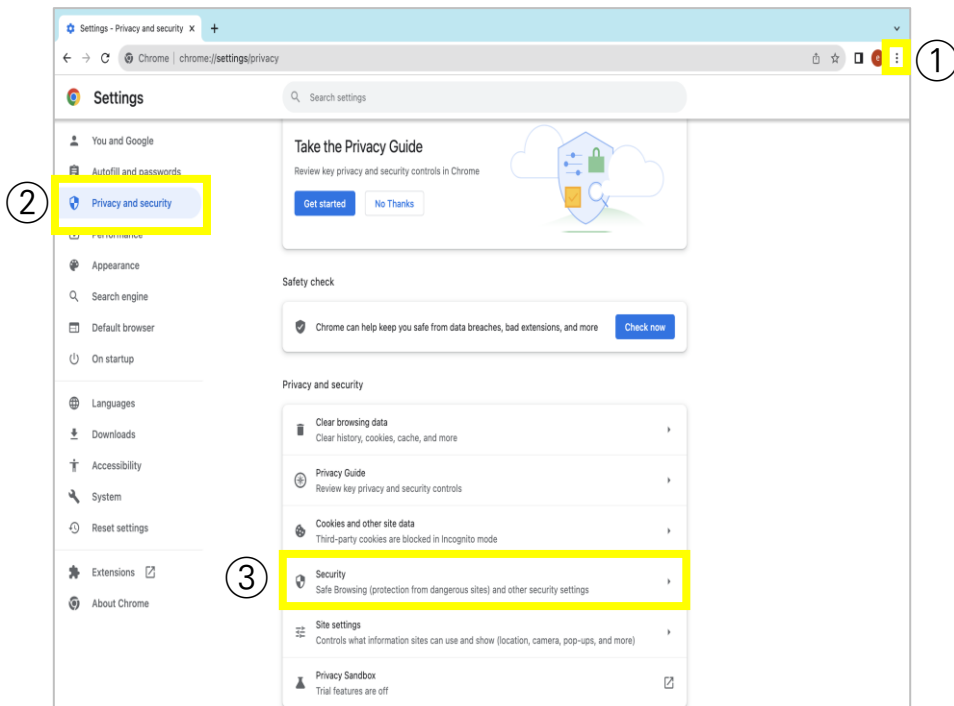 Settings - Privacy and security
Chrome | chrome://settings/privacy
e
①
Settings
Search settings
You and Google
Autofill and passwords
②
Privacy and security
Performance
Appearance
Search engine
Default browser
On startup
Languages
Downloads
Accessibility
System
Reset settings
Extensions
About Chrome
Take the Privacy Guide
Review key privacy and security controls in Chrome
Get started
No Thanks
Safety check
Chrome can help keep you safe from data breaches, bad extensions, and more
Check now
Privacy and security
Clear browsing data
Clear history, cookies, cache, and more
Privacy Guide
Review key privacy and security controls
Cookies and other site data
Third-party cookies are blocked in Incognito mode
③
Security
Safe Browsing (protection from dangerous sites) and other security settings
Site settings
Controls what information sites can use and show (location, camera, pop-ups, and more)
Privacy Sandbox
Trial features are off